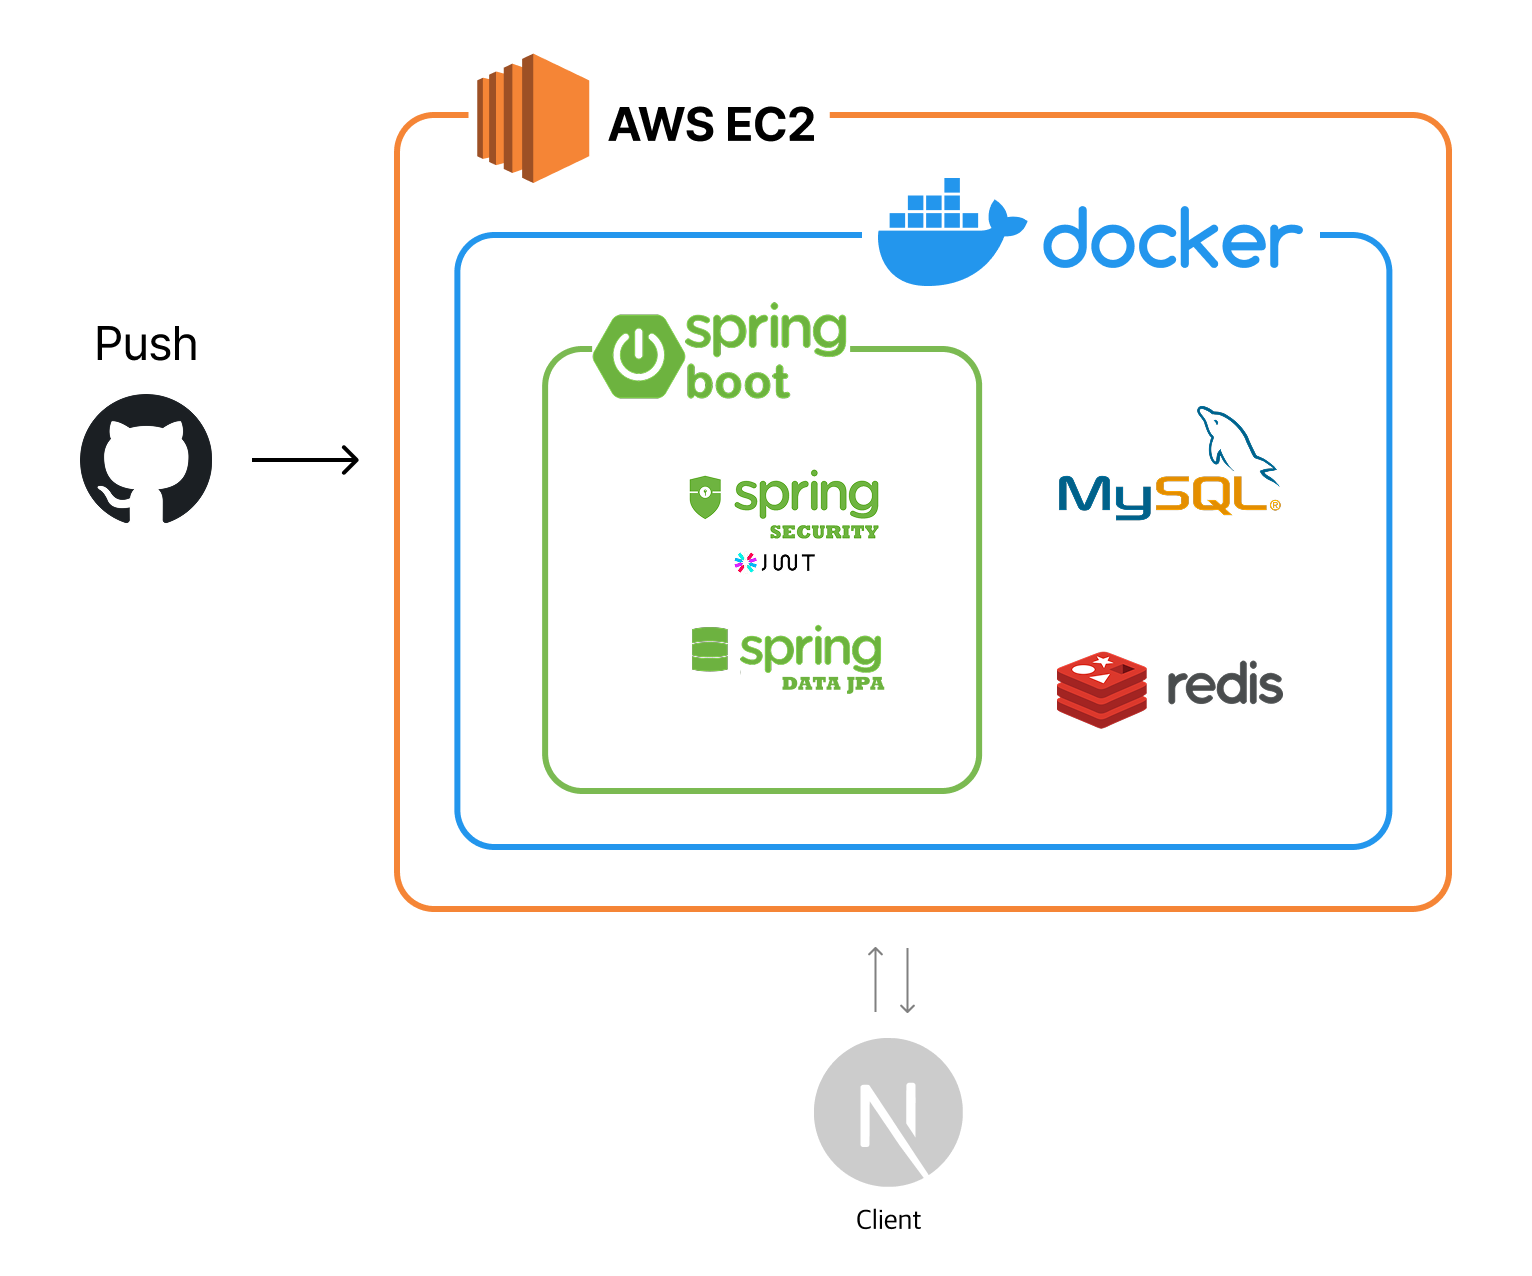 AWS EC2
docker
Push
spring
boot
spring
SECURITY
JWT
spring
DATA JPA
MySQL®
redis
N
Client